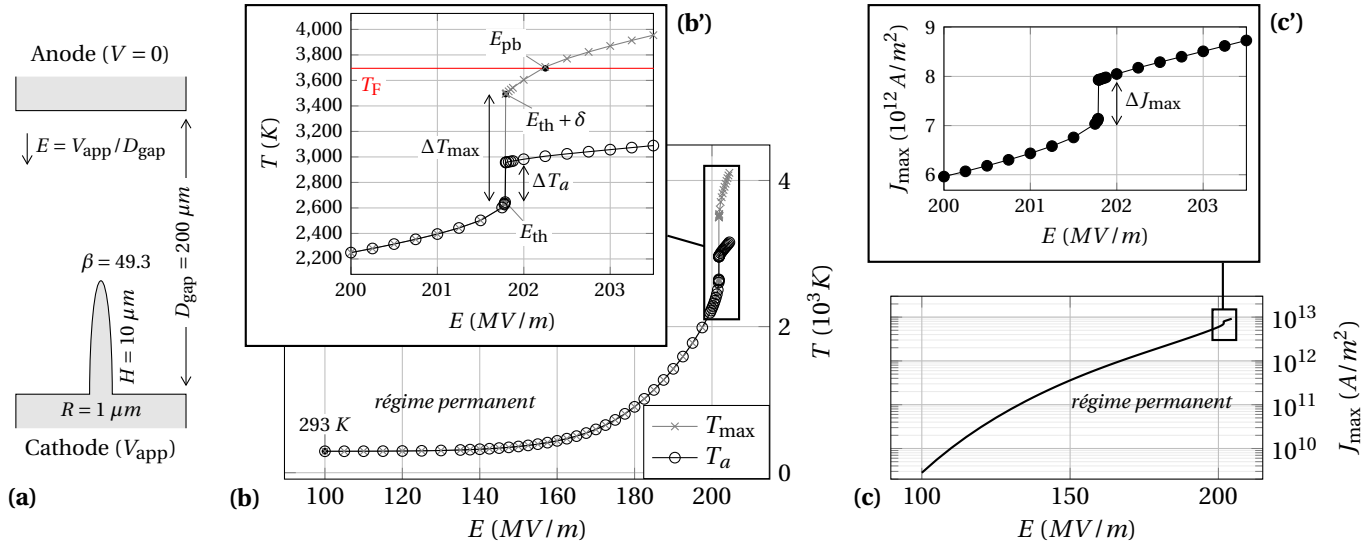 Anode (V = 0)
E = V_app/D_gap
D_gap = 200 µm
β = 49.3
H = 10 µm
R = 1 µm
Cathode (V_app)
(a)
(b')
4,000
3,800
3,600
3,400
3,200
3,000
2,800
2,600
2,400
2,200
T (K)
E_pb
T_F
E_th + δ
ΔT_max
ΔT_a
E_th
200
201
202
203
E (MV/m)
régime permanent
293 K
T_max
T_a
4
2
0
T (10^3 K)
100
120
140
160
180
200
E (MV/m)
(b)
(c')
9
8
7
6
J_max (10^12 A/m^2)
ΔJ_max
200
201
202
203
E (MV/m)
régime permanent
10^13
10^12
10^11
10^10
J_max (A/m^2)
100
150
200
E (MV/m)
(c)